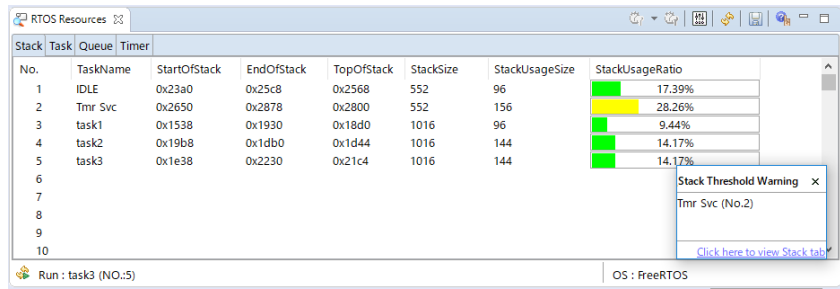 RTOS Resources
Stack Task Queue Timer
No. TaskName StartOfStack EndOfStack TopOfStack StackSize StackUsageSize StackUsageRatio
1 IDLE 0x23a0 0x25c8 0x2568 552 96 17.39%
2 Tmr Svc 0x2650 0x2878 0x2800 552 156 28.26%
3 task1 0x1538 0x1930 0x18d0 1016 96 9.44%
4 task2 0x19b8 0x1db0 0x1d44 1016 144 14.17%
5 task3 0x1e38 0x2230 0x21c4 1016 144 14.17%
6
7
8
9
10
Stack Threshold Warning
Tmr Svc (No.2)
Click here to view Stack tab
Run : task3 (NO.:5) OS : FreeRTOS